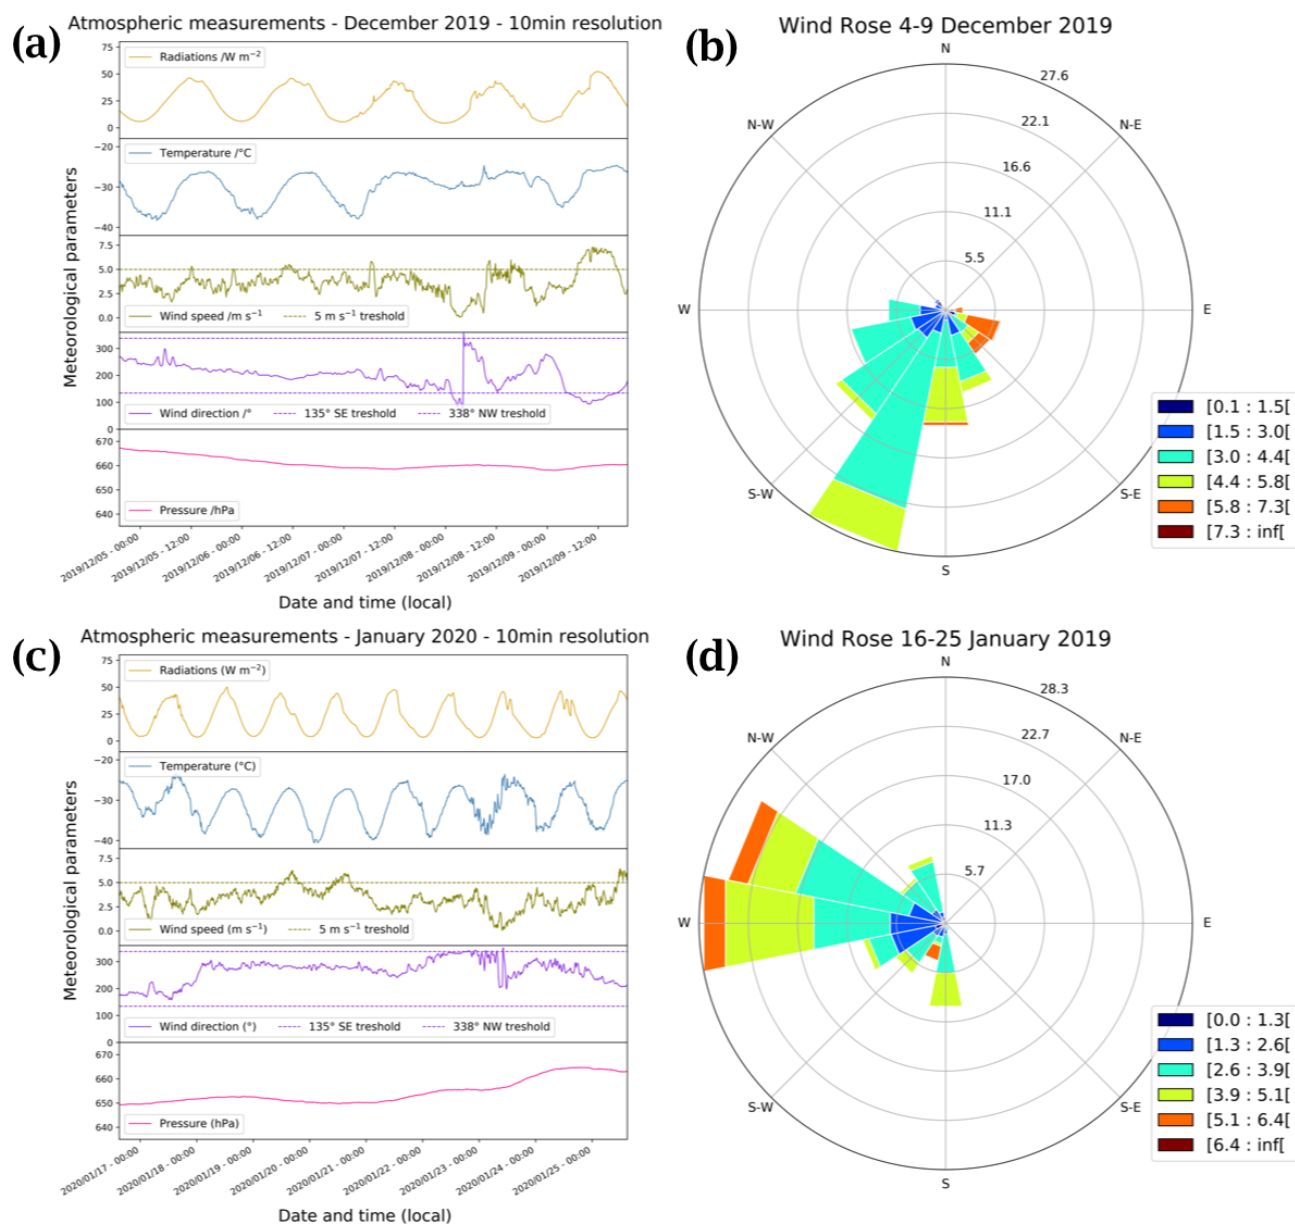 (a)
Atmospheric measurements - December 2019 - 10min resolution
Meteorological parameters
75
50
25
0
Radiations /W m⁻²
−20
−30
−40
Temperature /°C
7.5
5.0
2.5
0.0
Wind speed /m s⁻¹
5 m s⁻¹ treshold
300
200
100
0
Wind direction /°
135° SE treshold
338° NW treshold
670
660
650
640
Pressure /hPa
2019/12/05 - 00:00
2019/12/05 - 12:00
2019/12/06 - 00:00
2019/12/06 - 12:00
2019/12/07 - 00:00
2019/12/07 - 12:00
2019/12/08 - 00:00
2019/12/08 - 12:00
2019/12/09 - 00:00
2019/12/09 - 12:00
Date and time (local)
(b)
Wind Rose 4-9 December 2019
N
N-E
E
S-E
S
S-W
W
N-W
27.6
22.1
16.6
11.1
5.5
[0.1 : 1.5[
[1.5 : 3.0[
[3.0 : 4.4[
[4.4 : 5.8[
[5.8 : 7.3[
[7.3 : inf[
(c)
Atmospheric measurements - January 2020 - 10min resolution
Meteorological parameters
75
50
25
0
Radiations (W m⁻²)
−20
−30
−40
Temperature (°C)
7.5
5.0
2.5
0.0
Wind speed (m s⁻¹)
5 m s⁻¹ treshold
300
200
100
0
Wind direction (°)
135° SE treshold
338° NW treshold
670
660
650
640
Pressure (hPa)
2020/01/17 - 00:00
2020/01/18 - 00:00
2020/01/19 - 00:00
2020/01/20 - 00:00
2020/01/21 - 00:00
2020/01/22 - 00:00
2020/01/23 - 00:00
2020/01/24 - 00:00
2020/01/25 - 00:00
Date and time (local)
(d)
Wind Rose 16-25 January 2019
N
N-E
E
S-E
S
S-W
W
N-W
28.3
22.7
17.0
11.3
5.7
[0.0 : 1.3[
[1.3 : 2.6[
[2.6 : 3.9[
[3.9 : 5.1[
[5.1 : 6.4[
[6.4 : inf[